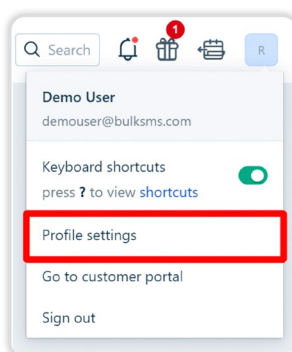 Search
1
R
Demo User
demouser@bulksms.com
Keyboard shortcuts
press ? to view shortcuts
Profile settings
Go to customer portal
Sign out